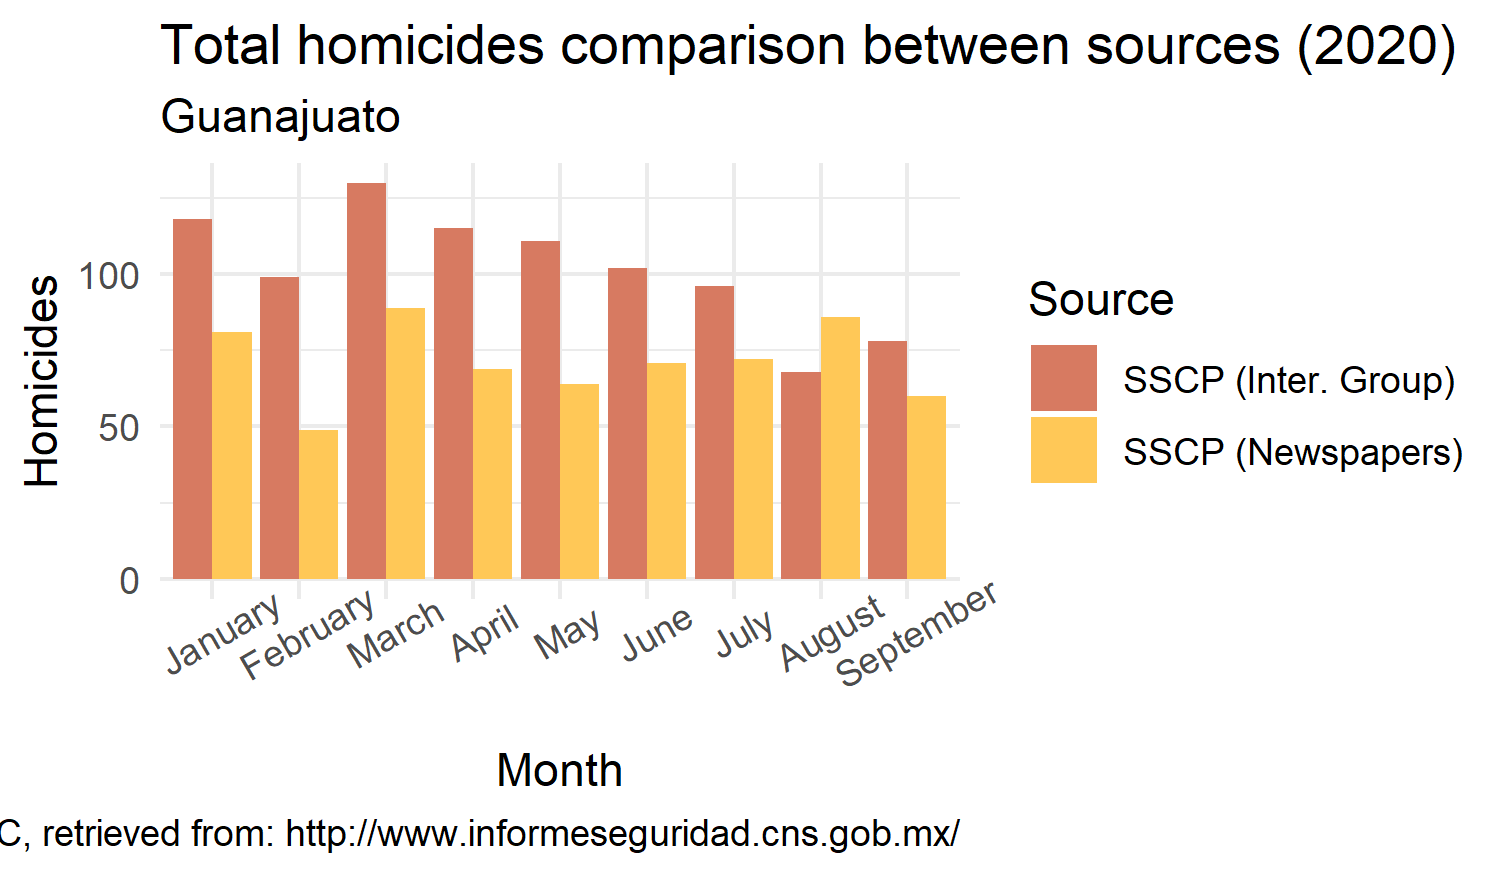 Total homicides comparison between sources (2020)
Guanajuato
Homicides
100
50
0
January
February
March
April
May
June
July
August
September
Month
Source
SSCP (Inter. Group)
SSCP (Newspapers)
C, retrieved from: http://www.informeseguridad.cns.gob.mx/